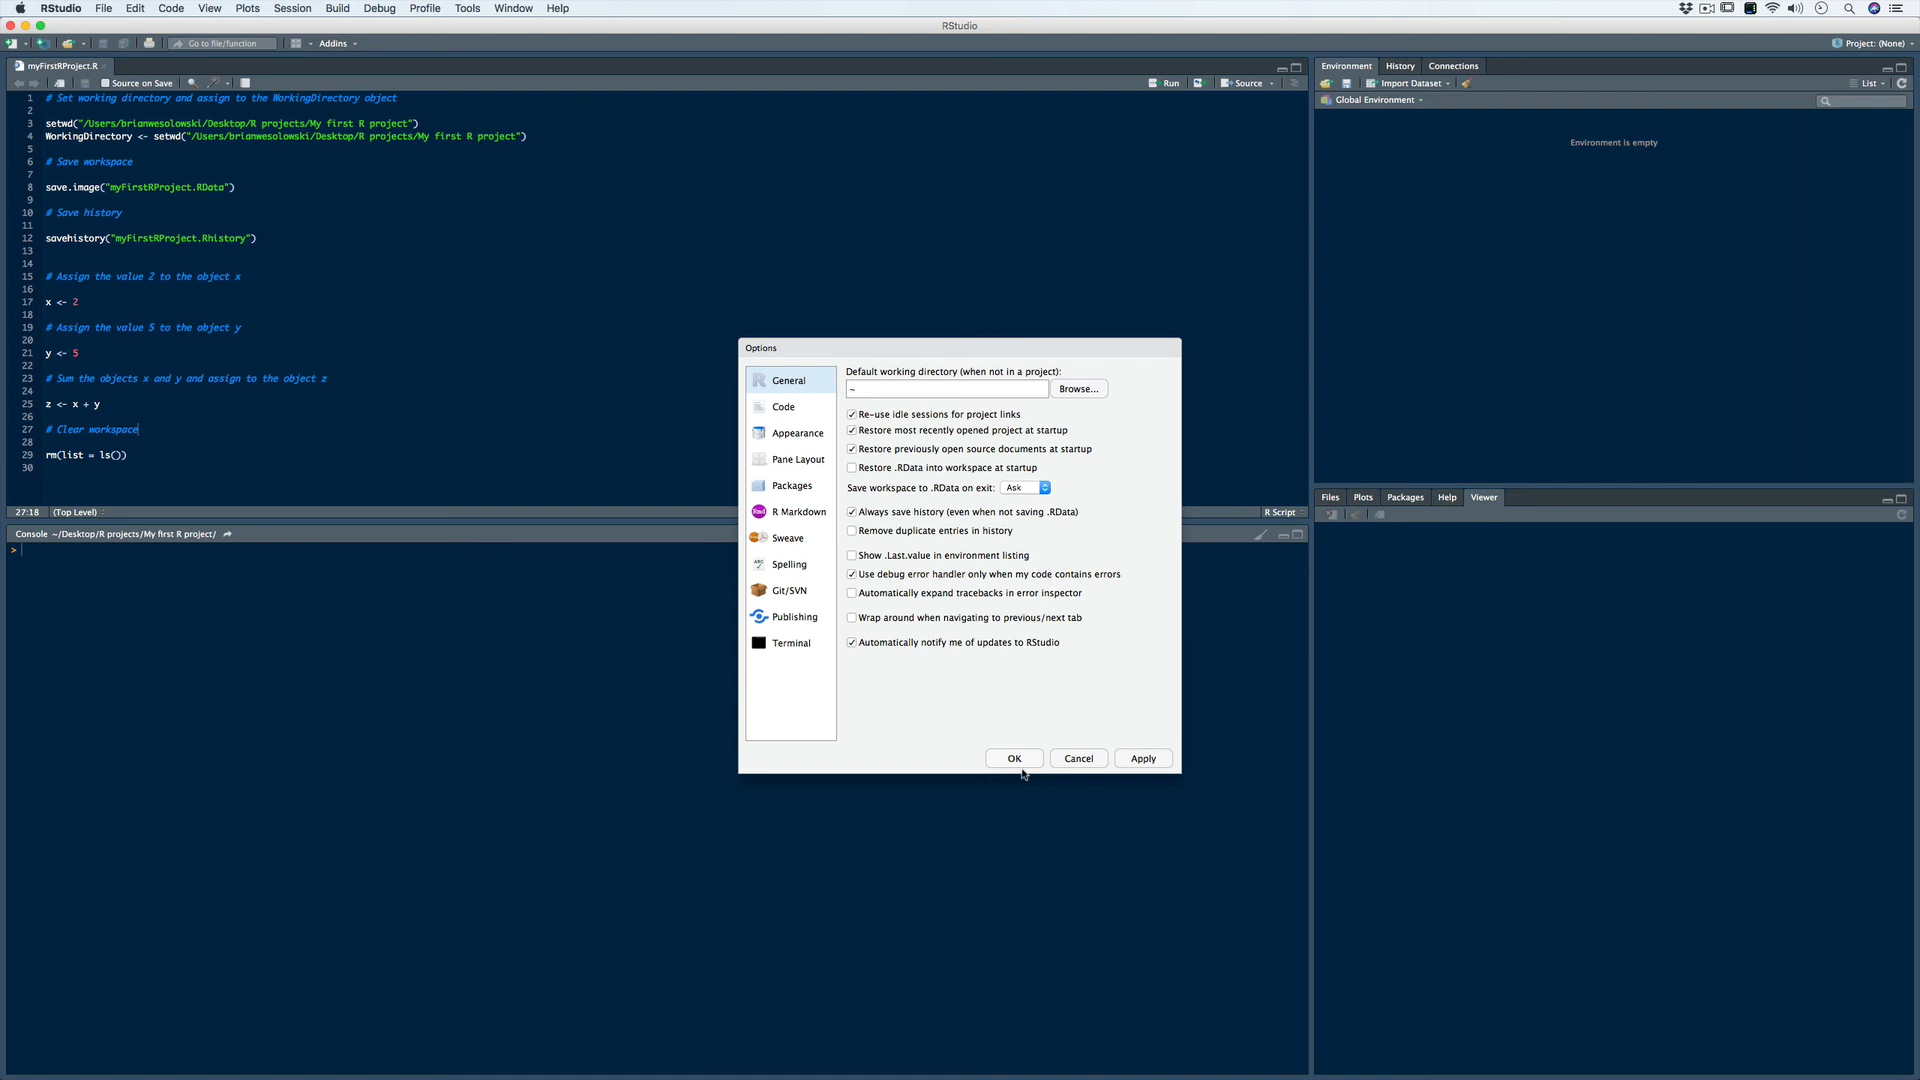 RStudio File Edit Code View Plots Session Build Debug Profile Tools Window Help
RStudio
Go to file/function Addins Project: (None)
myFirstRProject.R
Source on Save Run Source
1 # Set working directory and assign to the WorkingDirectory object
2
3 setwd("/Users/brianwesolowski/Desktop/R projects/My first R project")
4 WorkingDirectory <- setwd("/Users/brianwesolowski/Desktop/R projects/My first R project")
5
6 # Save workspace
7
8 save.image("myFirstRProject.RData")
9
10 # Save history
11
12 savehistory("myFirstRProject.Rhistory")
13
14
15 # Assign the value 2 to the object x
16
17 x <- 2
18
19 # Assign the value 5 to the object y
20
21 y <- 5
22
23 # Sum the objects x and y and assign to the object z
24
25 z <- x + y
26
27 # Clear workspace
28
29 rm(list = ls())
30
27:18 (Top Level) R Script
Console ~/Desktop/R projects/My first R project/
>
Environment History Connections
Import Dataset List
Global Environment
Environment is empty
Files Plots Packages Help Viewer
Options
General
Code
Appearance
Pane Layout
Packages
Rmd R Markdown
Sweave
ABC Spelling
Git/SVN
Publishing
Terminal
Default working directory (when not in a project):
~ Browse...
Re-use idle sessions for project links
Restore most recently opened project at startup
Restore previously open source documents at startup
Restore .RData into workspace at startup
Save workspace to .RData on exit: Ask
Always save history (even when not saving .RData)
Remove duplicate entries in history
Show .Last.value in environment listing
Use debug error handler only when my code contains errors
Automatically expand tracebacks in error inspector
Wrap around when navigating to previous/next tab
Automatically notify me of updates to RStudio
OK Cancel Apply